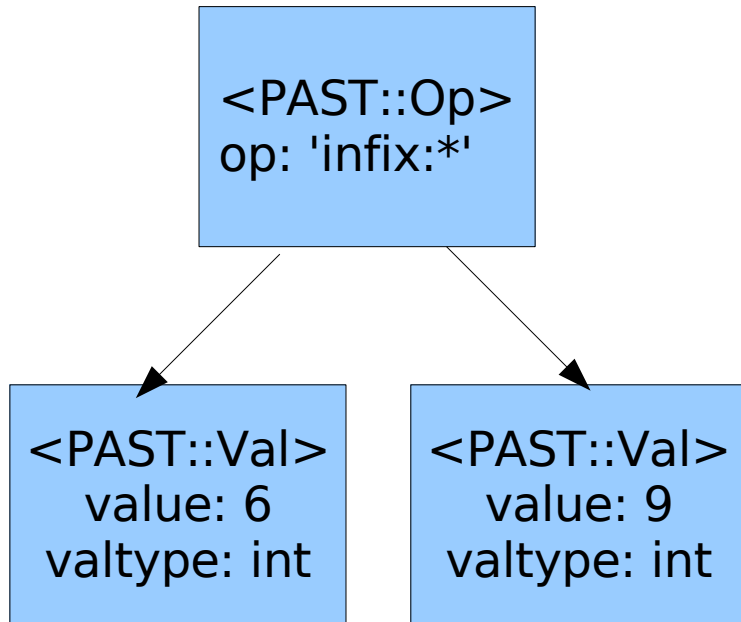 <PAST::Op>
op: 'infix:*'
<PAST::Val>
value: 6
valtype: int
<PAST::Val>
value: 9
valtype: int